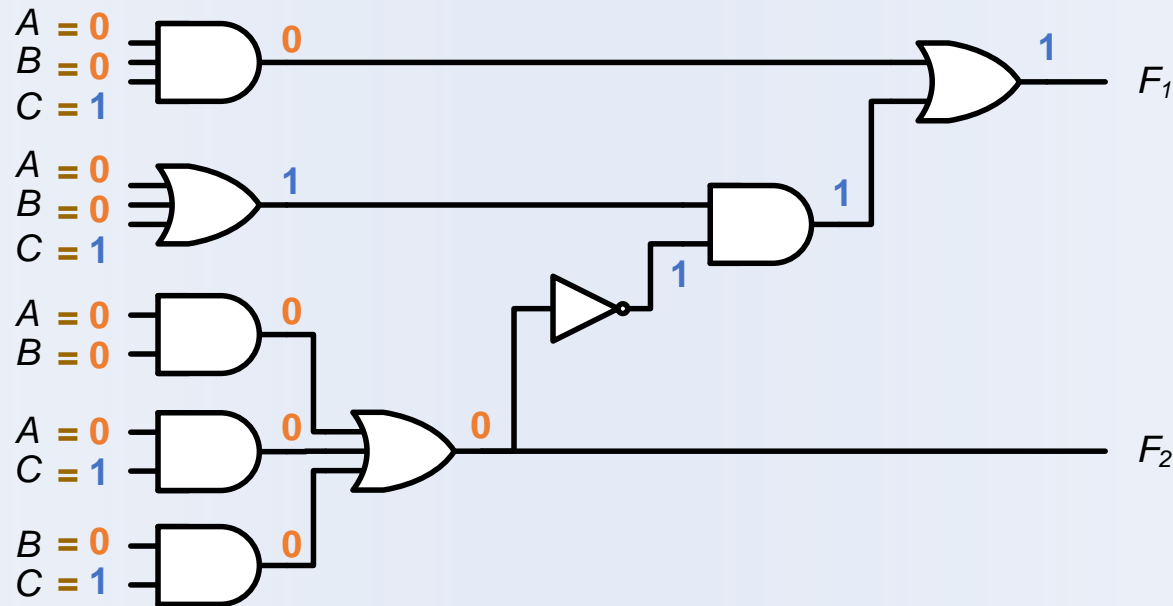 A = 0
B = 0
C = 1
0
1
F₁
A = 0
B = 0
C = 1
1
1
1
A = 0
B = 0
0
A = 0
C = 1
0
0
F₂
B = 0
C = 1
0